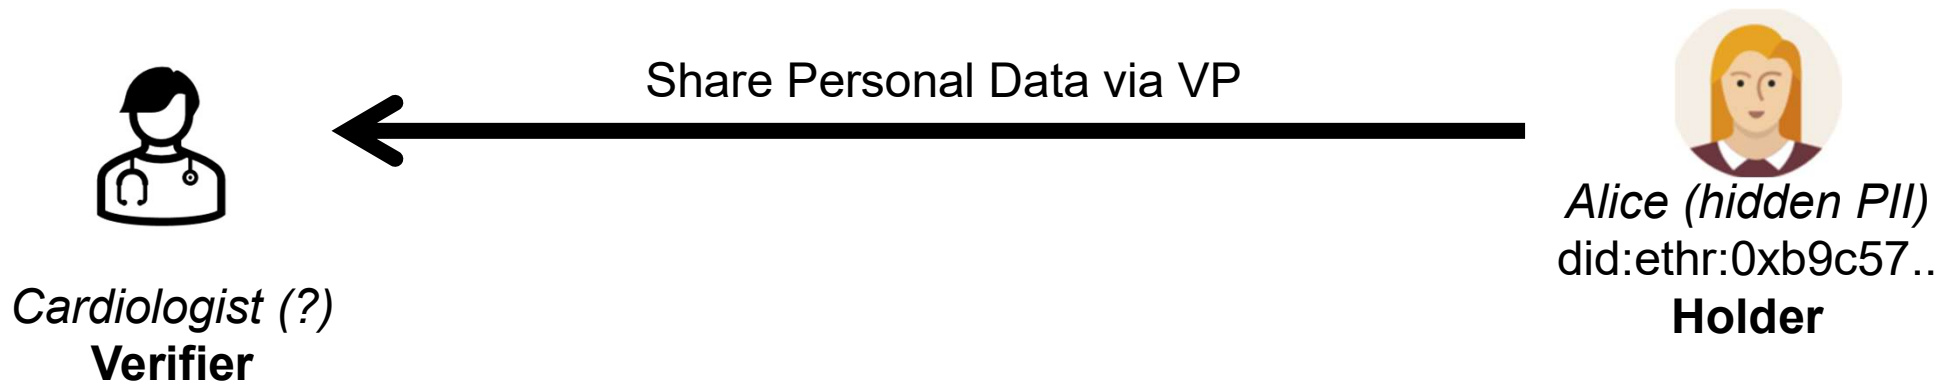 Share Personal Data via VP
Alice (hidden PII)
did:ethr:0xb9c57..
Holder
Cardiologist (?)
Verifier